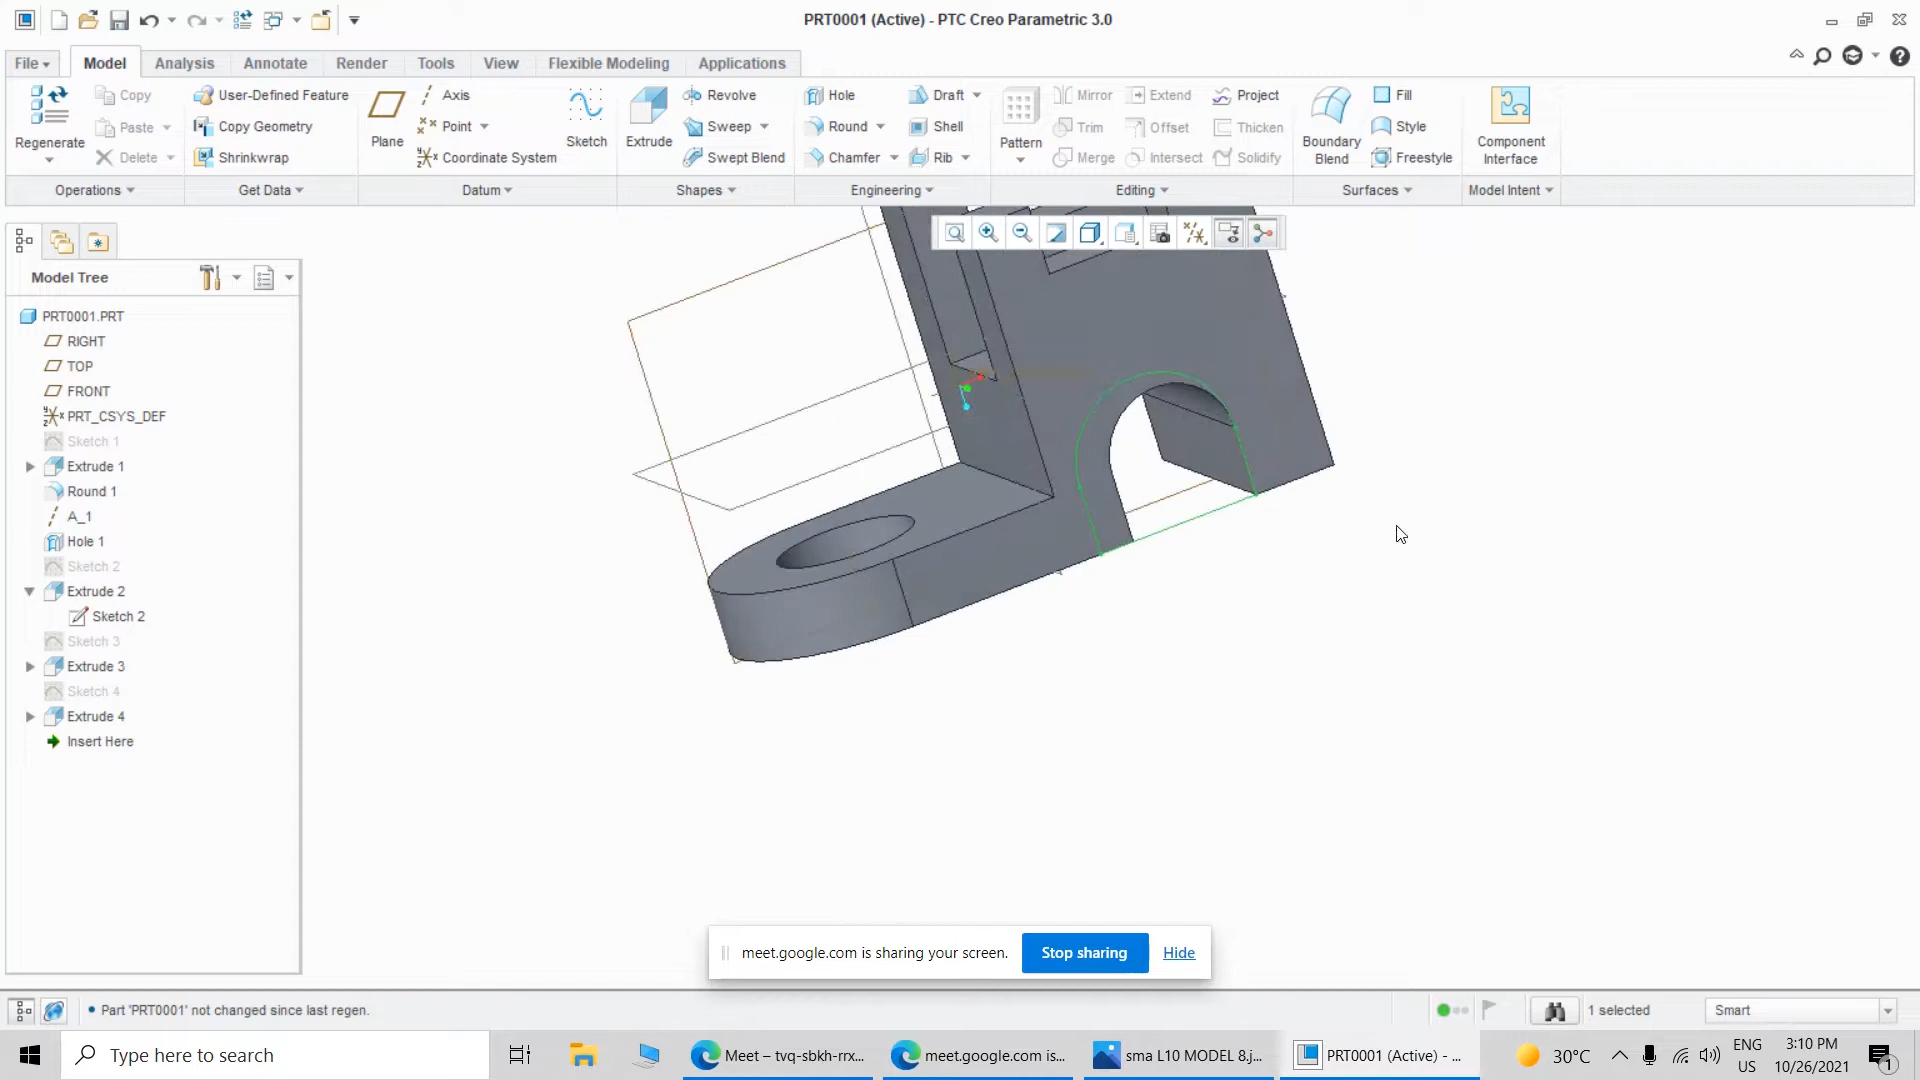 PRT0001 (Active) - PTC Creo Parametric 3.0
File Model Analysis Annotate Render Tools View Flexible Modeling Applications
Regenerate
Copy
Paste
Delete
Operations
User-Defined Feature
Copy Geometry
Shrinkwrap
Get Data
Plane
Axis
Point
Coordinate System
Sketch
Datum
Extrude
Revolve
Sweep
Swept Blend
Shapes
Hole
Round
Chamfer
Draft
Shell
Rib
Engineering
Pattern
Mirror
Trim
Merge
Extend
Offset
Intersect
Project
Thicken
Solidify
Editing
Boundary
Blend
Fill
Style
Freestyle
Surfaces
Component
Interface
Model Intent
Model Tree
PRT0001.PRT
RIGHT
TOP
FRONT
PRT_CSYS_DEF
Sketch 1
Extrude 1
Round 1
A_1
Hole 1
Sketch 2
Extrude 2
Sketch 2
Sketch 3
Extrude 3
Sketch 4
Extrude 4
Insert Here
meet.google.com is sharing your screen. Stop sharing Hide
• Part 'PRT0001' not changed since last regen.
1 selected
Smart
Type here to search
Meet – tvq-sbkh-rrx...
meet.google.com is...
sma L10 MODEL 8.j...
PRT0001 (Active) - ...
30°C
ENG
US
3:10 PM
10/26/2021
1